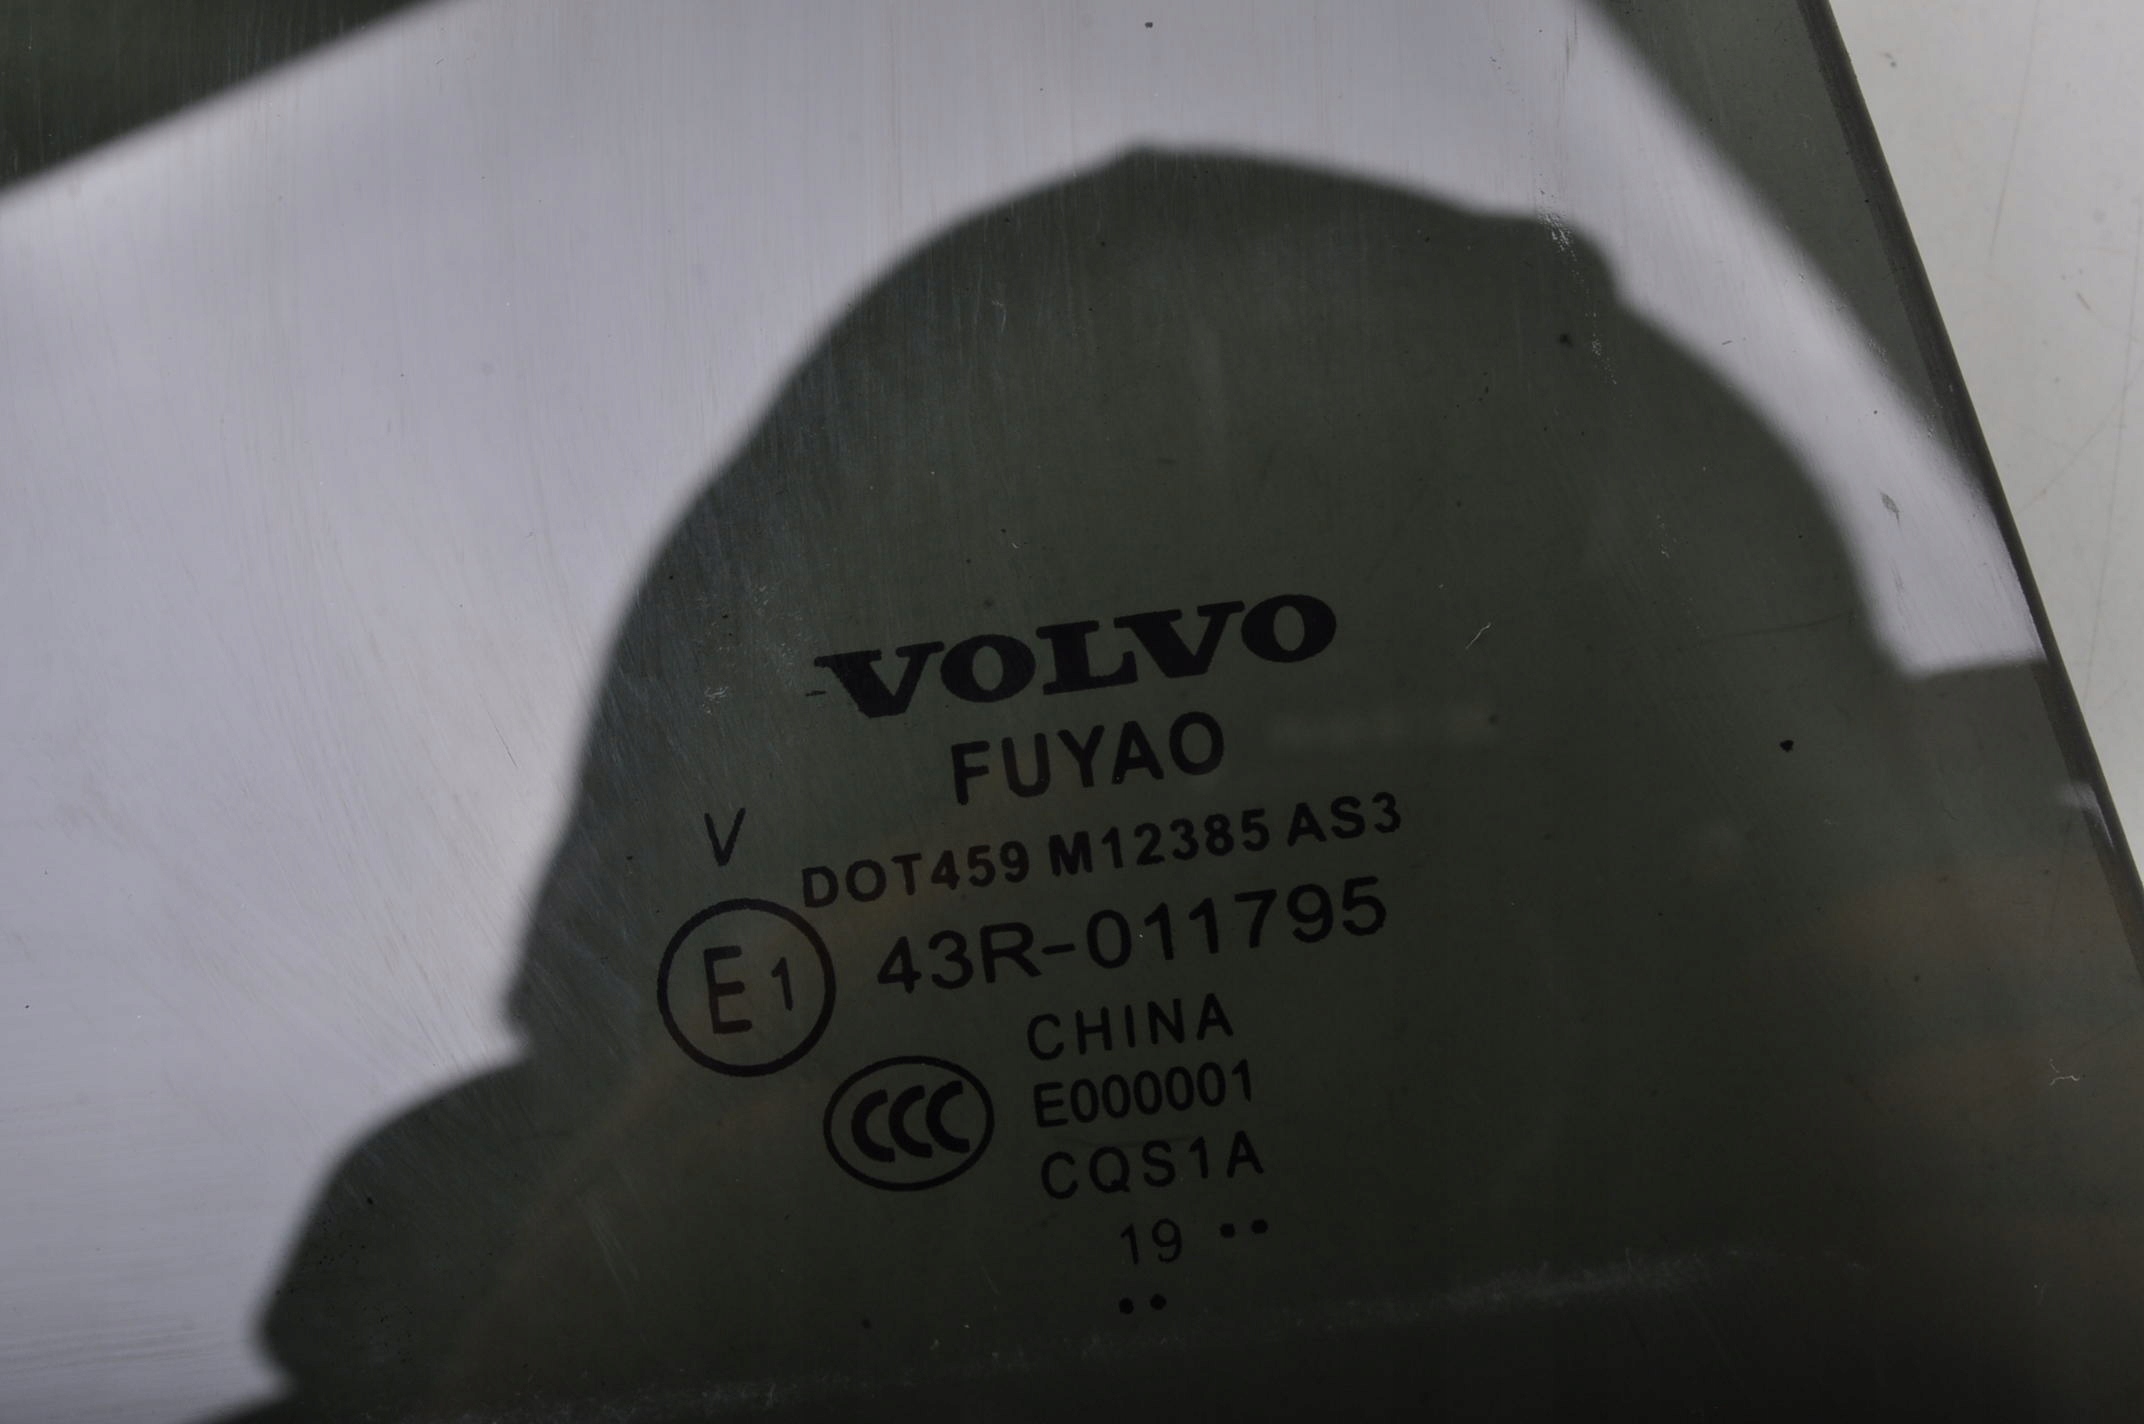 VOLVO
FUYAO
V
DOT459 M12385 AS3
E1 43R-011795
CHINA
CCC E000001
CQS1A
19 ••
••